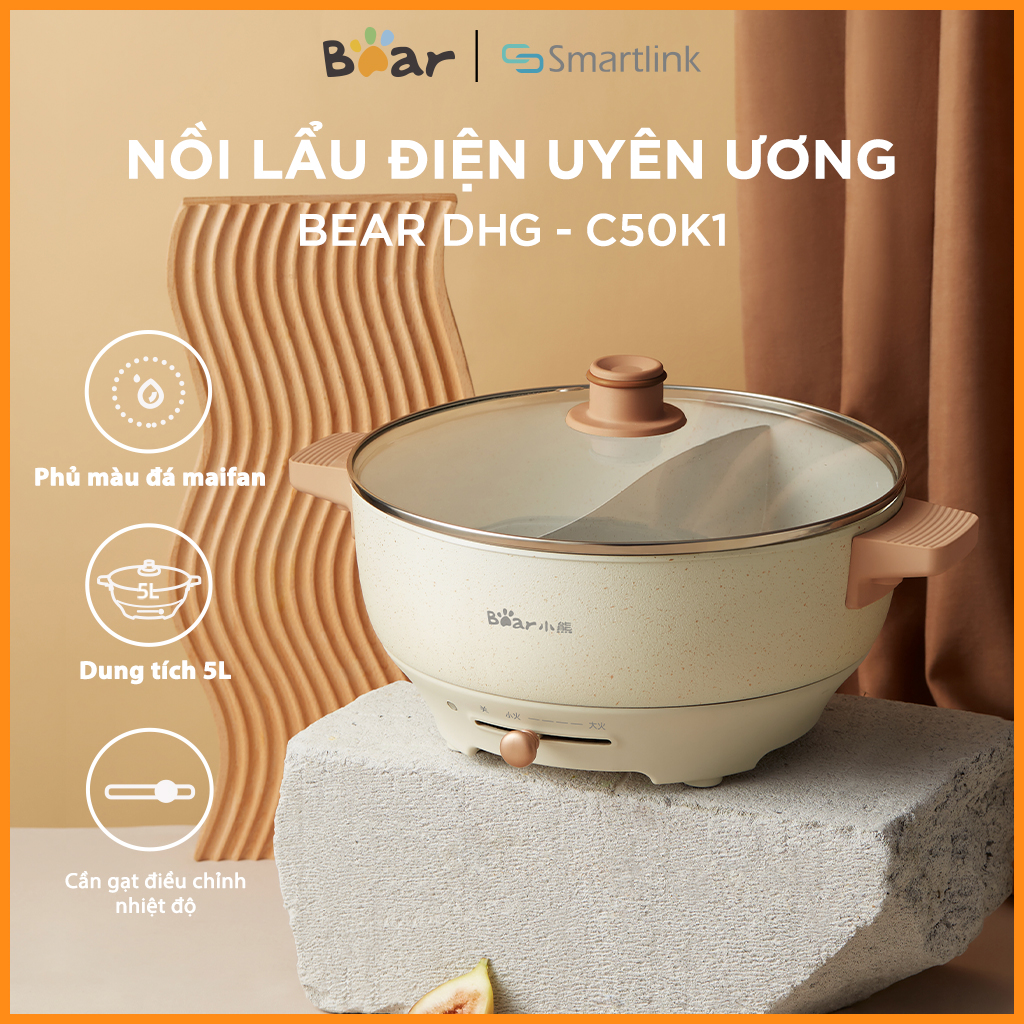 Bear
Smartlink
NỒI LẨU ĐIỆN UYÊN ƯƠNG
BEAR DHG - C50K1
Phủ màu đá maifan
5L
Dung tích 5L
Cần gạt điều chỉnh
nhiệt độ
Bear小熊
关 小火 大火